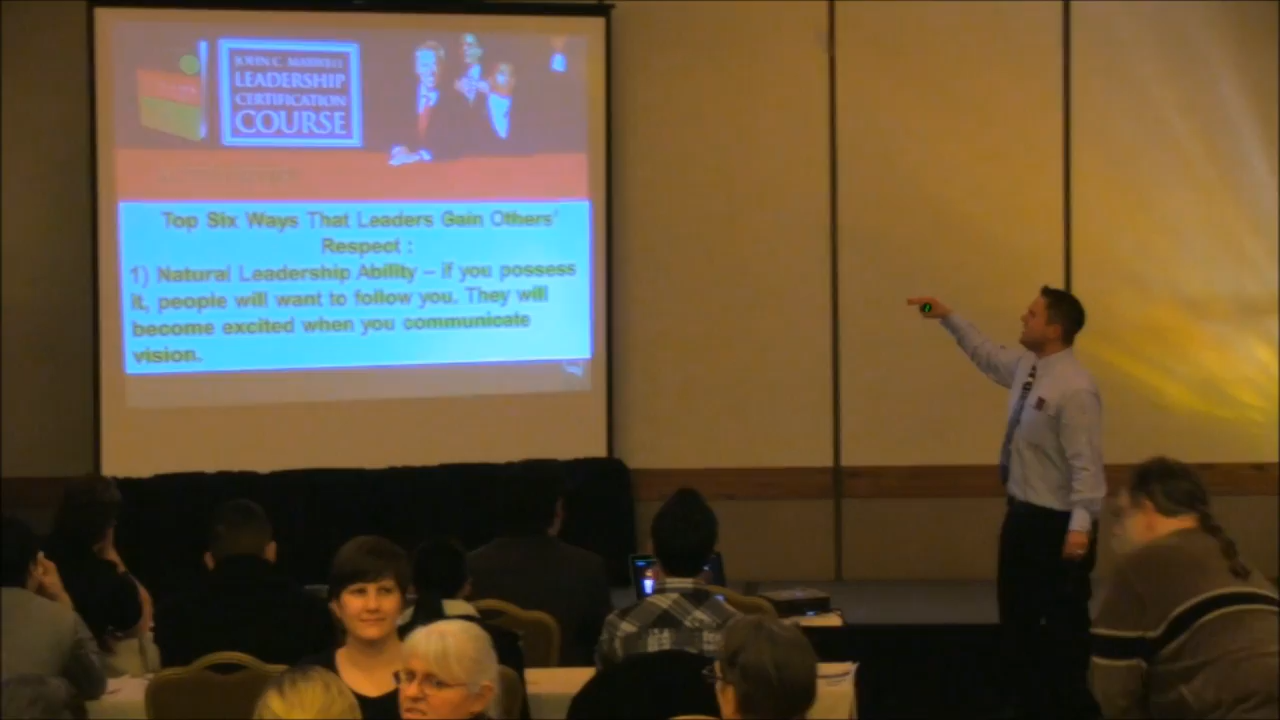 JOHN C. MAXWELL
LEADERSHIP
CERTIFICATION
COURSE
Top Six Ways That Leaders Gain Others'
Respect :
1) Natural Leadership Ability – if you possess
it, people will want to follow you. They will
become excited when you communicate
vision.